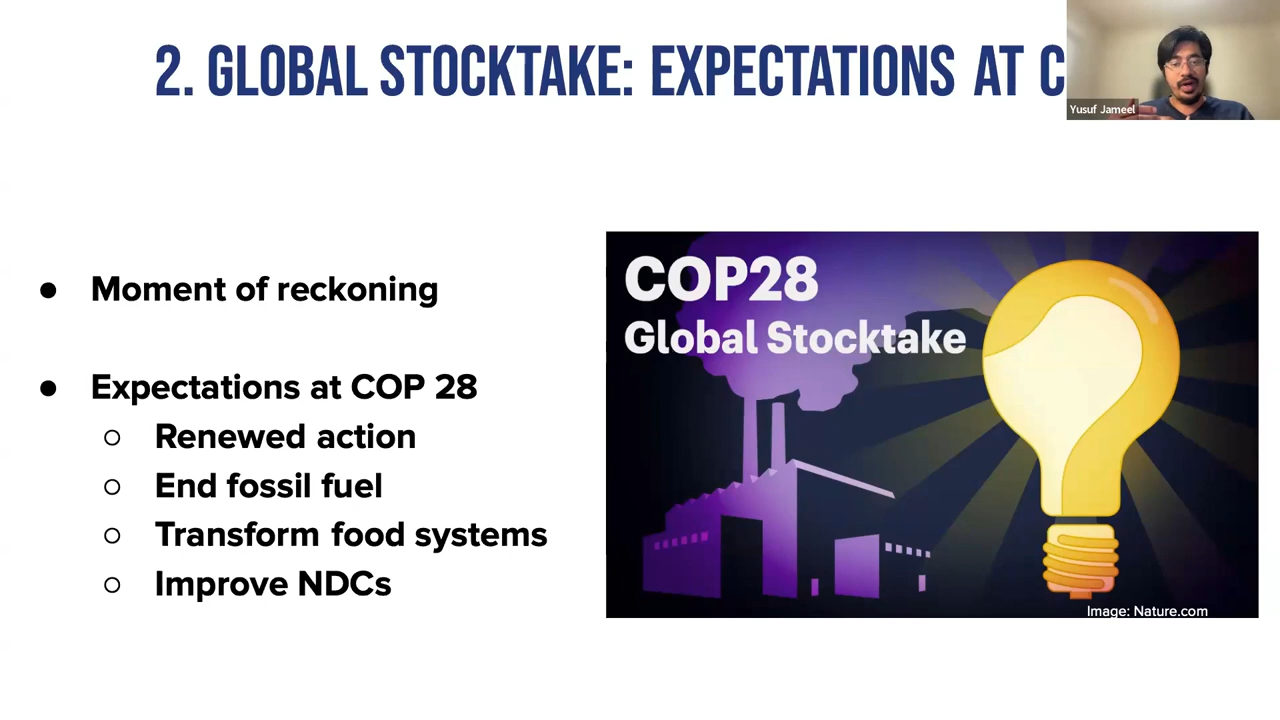 2. GLOBAL STOCKTAKE: EXPECTATIONS AT C
Yusuf Jameel
● Moment of reckoning
● Expectations at COP 28
○ Renewed action
○ End fossil fuel
○ Transform food systems
○ Improve NDCs
COP28
Global Stocktake
Image: Nature.com